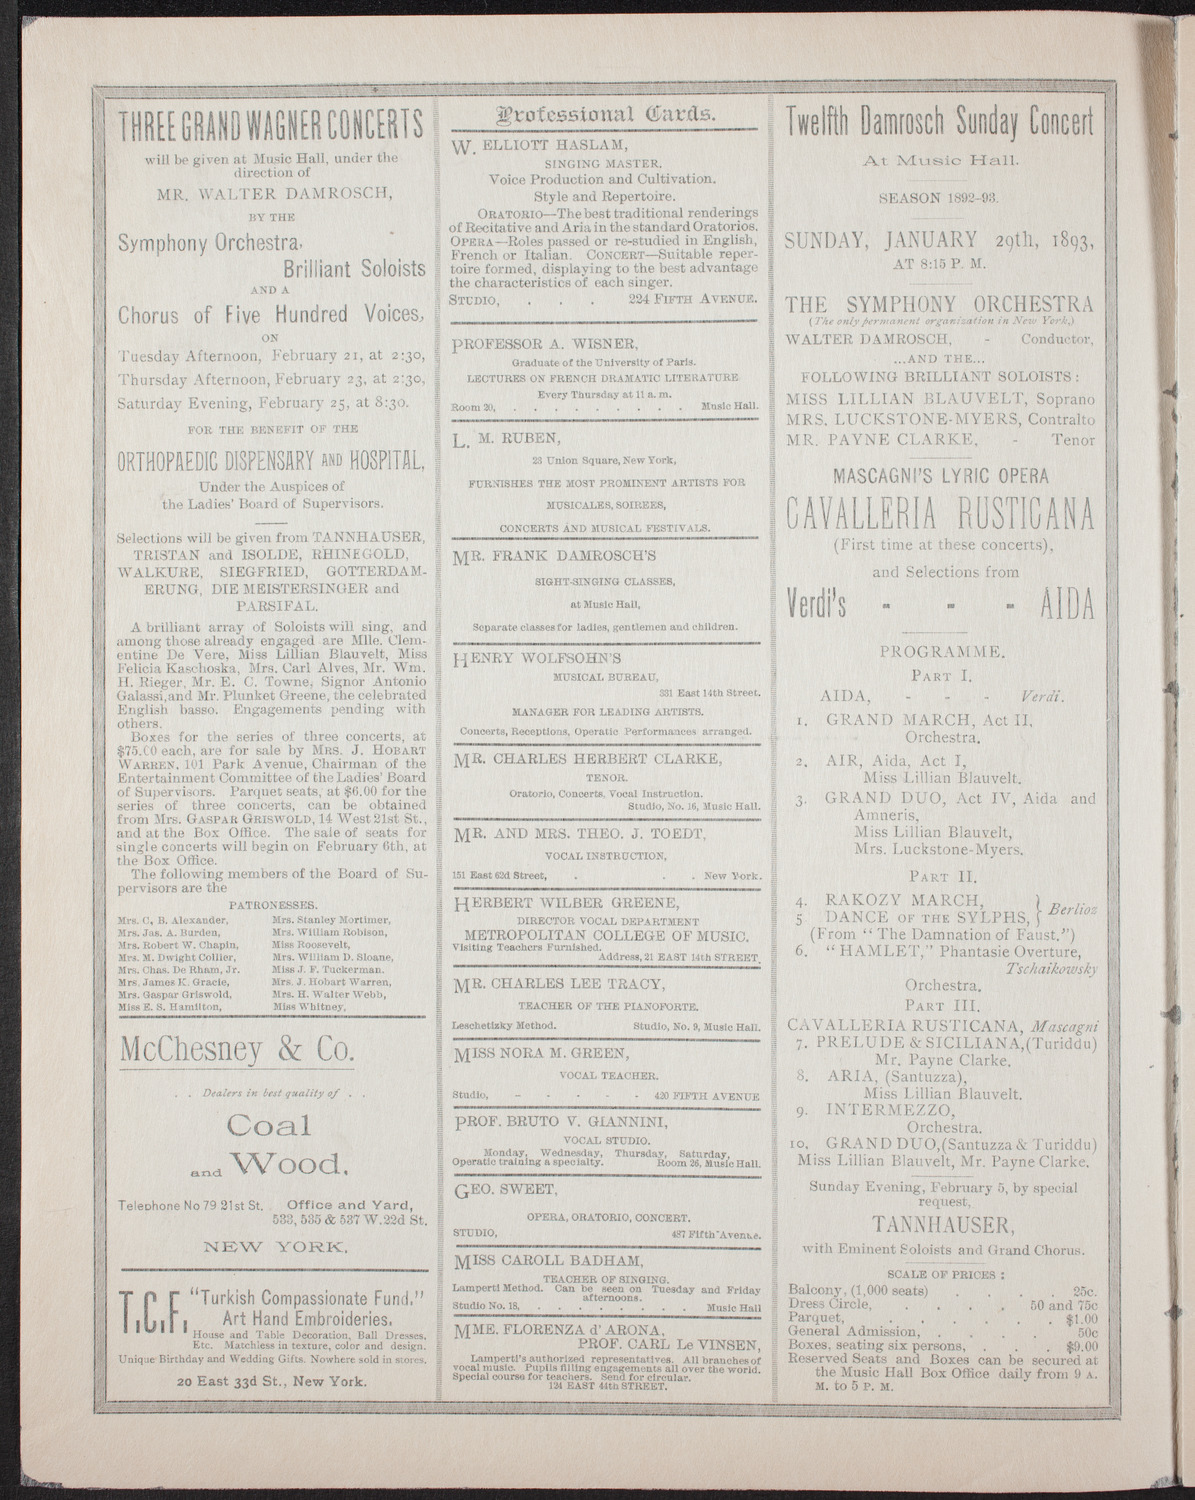 THREE GRAND WAGNER CONCERTS
will be given at Music Hall, under the
direction of
MR. WALTER DAMROSCH,
BY THE
Symphony Orchestra,
Brilliant Soloists
AND A
Chorus of Five Hundred Voices,
ON
Tuesday Afternoon, February 21, at 2:30,
Thursday Afternoon, February 23, at 2:30,
Saturday Evening, February 25, at 8:30.
FOR THE BENEFIT OF THE
ORTHOPAEDIC DISPENSARY AND HOSPITAL,
Under the Auspices of
the Ladies' Board of Supervisors.
Selections will be given from TANNHAUSER,
TRISTAN and ISOLDE, RHINEGOLD,
WALKURE, SIEGFRIED, GOTTERDAM-
ERUNG, DIE MEISTERSINGER and
PARSIFAL.
A brilliant array of Soloists will sing, and
among those already engaged are Mlle. Clem-
entine De Vere, Miss Lillian Blauvelt, Miss
Felicia Kaschoska, Mrs. Carl Alves, Mr. Wm.
H. Rieger, Mr. E. C. Towne, Signor Antonio
Galassi, and Mr. Plunket Greene, the celebrated
English basso. Engagements pending with
others.
Boxes for the series of three concerts, at
$75.00 each, are for sale by MRS. J. HOBART
WARREN, 101 Park Avenue, Chairman of the
Entertainment Committee of the Ladies' Board
of Supervisors. Parquet seats, at $6.00 for the
series of three concerts, can be obtained
from Mrs. GASPAR GRISWOLD, 14 West 21st St.,
and at the Box Office. The sale of seats for
single concerts will begin on February 6th, at
the Box Office.
The following members of the Board of Su-
pervisors are the
PATRONESSES.
Mrs. C. B. Alexander, Mrs. Stanley Mortimer,
Mrs. Jas. A. Burden, Mrs. William Robison,
Mrs. Robert W. Chapin, Miss Roosevelt,
Mrs. M. Dwight Collier, Mrs. William D. Sloane,
Mrs. Chas. De Rham, Jr. Miss J. F. Tuckerman.
Mrs. James K. Gracie, Mrs. J. Hobart Warren,
Mrs. Gaspar Griswold, Mrs. H. Walter Webb,
Miss E. S. Hamilton, Miss Whitney,
McChesney & Co.
. . Dealers in best quality of . .
Coal
and Wood,
Telephone No 79 21st St. Office and Yard,
533, 535 & 537 W. 22d St.
NEW YORK.
T.C.F. "Turkish Compassionate Fund."
Art Hand Embroideries,
House and Table Decoration, Ball Dresses,
Etc. Matchless in texture, color and design.
Unique Birthday and Wedding Gifts. Nowhere sold in stores.
20 East 33d St., New York.
Professional Cards.
W. ELLIOTT HASLAM,
SINGING MASTER.
Voice Production and Cultivation,
Style and Repertoire.
ORATORIO—The best traditional renderings
of Recitative and Aria in the standard Oratorios.
OPERA—Roles passed or re-studied in English,
French or Italian. CONCERT—Suitable reper-
toire formed, displaying to the best advantage
the characteristics of each singer.
STUDIO, . . . 224 FIFTH AVENUE.
PROFESSOR A. WISNER,
Graduate of the University of Paris.
LECTURES ON FRENCH DRAMATIC LITERATURE
Every Thursday at 11 a. m.
Room 20, . . . . . . . . . Music Hall.
L. M. RUBEN,
23 Union Square, New York,
FURNISHES THE MOST PROMINENT ARTISTS FOR
MUSICALES, SOIREES,
CONCERTS AND MUSICAL FESTIVALS.
MR. FRANK DAMROSCH'S
SIGHT-SINGING CLASSES,
at Music Hall,
Separate classes for ladies, gentlemen and children.
HENRY WOLFSOHN'S
MUSICAL BUREAU,
331 East 14th Street.
MANAGER FOR LEADING ARTISTS.
Concerts, Receptions, Operatic Performances arranged.
MR. CHARLES HERBERT CLARKE,
TENOR.
Oratorio, Concerts, Vocal Instruction.
Studio, No. 16, Music Hall.
MR. AND MRS. THEO. J. TOEDT,
VOCAL INSTRUCTION,
151 East 62d Street, . . . New York.
HERBERT WILBER GREENE,
DIRECTOR VOCAL DEPARTMENT
METROPOLITAN COLLEGE OF MUSIC.
Visiting Teachers Furnished.
Address, 21 EAST 14th STREET.
MR. CHARLES LEE TRACY,
TEACHER OF THE PIANOFORTE.
Leschetizky Method. Studio, No. 9, Music Hall.
MISS NORA M. GREEN,
VOCAL TEACHER.
Studio, - - - - - 420 FIFTH AVENUE
PROF. BRUTO V. GIANNINI,
VOCAL STUDIO.
Monday, Wednesday, Thursday, Saturday,
Operatic training a specialty. Room 26, Music Hall.
GEO. SWEET,
OPERA, ORATORIO, CONCERT.
STUDIO, 487 Fifth Avenue.
MISS CAROLL BADHAM,
TEACHER OF SINGING.
Lamperti Method. Can be seen on Tuesday and Friday
afternoons.
Studio No. 18, . . . . . . . . Music Hall
MME. FLORENZA d' ARONA,
PROF. CARL Le VINSEN,
Lamperti's authorized representatives. All branches of
vocal music. Pupils filling engagements all over the world.
Special course for teachers. Send for circular.
124 EAST 44th STREET.
Twelfth Damrosch Sunday Concert
At Music Hall.
SEASON 1892-93.
SUNDAY, JANUARY 29th, 1893,
AT 8:15 P. M.
THE SYMPHONY ORCHESTRA
(The only permanent organization in New York,)
WALTER DAMROSCH, - Conductor,
...AND THE...
FOLLOWING BRILLIANT SOLOISTS:
MISS LILLIAN BLAUVELT, Soprano
MRS. LUCKSTONE-MYERS, Contralto
MR. PAYNE CLARKE, - Tenor
MASCAGNI'S LYRIC OPERA
CAVALLERIA RUSTICANA
(First time at these concerts),
and Selections from
Verdi's - - - AIDA
PROGRAMME.
PART I.
AIDA, - - - Verdi.
1. GRAND MARCH, Act II,
Orchestra.
2. AIR, Aida, Act I,
Miss Lillian Blauvelt.
3. GRAND DUO, Act IV, Aida and
Amneris,
Miss Lillian Blauvelt,
Mrs. Luckstone-Myers.
PART II.
4. RAKOZY MARCH,
5 DANCE OF THE SYLPHS, } Berlioz
(From "The Damnation of Faust.")
6. "HAMLET," Phantasie Overture,
Tschaikowsky
Orchestra.
PART III.
CAVALLERIA RUSTICANA, Mascagni
7. PRELUDE & SICILIANA, (Turiddu)
Mr. Payne Clarke.
8. ARIA, (Santuzza),
Miss Lillian Blauvelt.
9. INTERMEZZO,
Orchestra.
10. GRAND DUO, (Santuzza & Turiddu)
Miss Lillian Blauvelt, Mr. Payne Clarke.
Sunday Evening, February 5, by special
request,
TANNHAUSER,
with Eminent Soloists and Grand Chorus.
SCALE OF PRICES:
Balcony, (1,000 seats) . . . . 25c.
Dress Circle, . . . . . 50 and 75c
Parquet, . . . . . . $1.00
General Admission, . . . . . 50c
Boxes, seating six persons, . . . $9.00
Reserved Seats and Boxes can be secured at
the Music Hall Box Office daily from 9 A.
M. to 5 P. M.